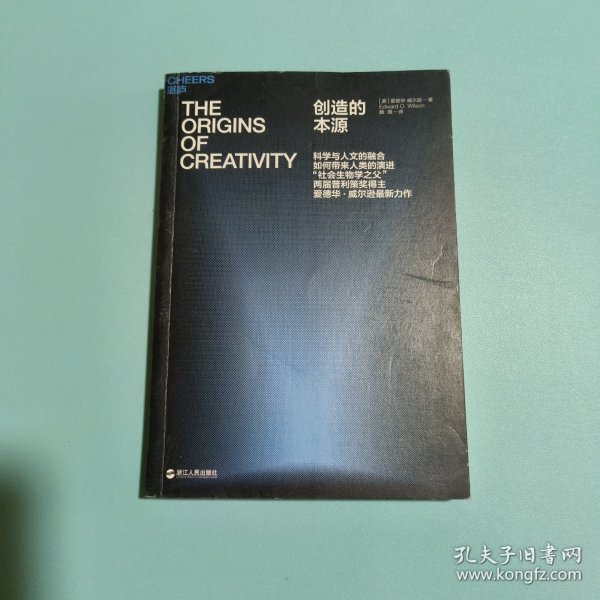 CHEERS
湛庐
THE
ORIGINS
OF
CREATIVITY
创造的
本源
[美] 爱德华·威尔逊 著
Edward O. Wilson
魏薇 译
科学与人文的融合
如何带来人类的演进
“社会生物学之父”
两届普利策奖得主
爱德华·威尔逊最新力作
浙江人民出版社
孔夫子旧书网
www.kongfz.com